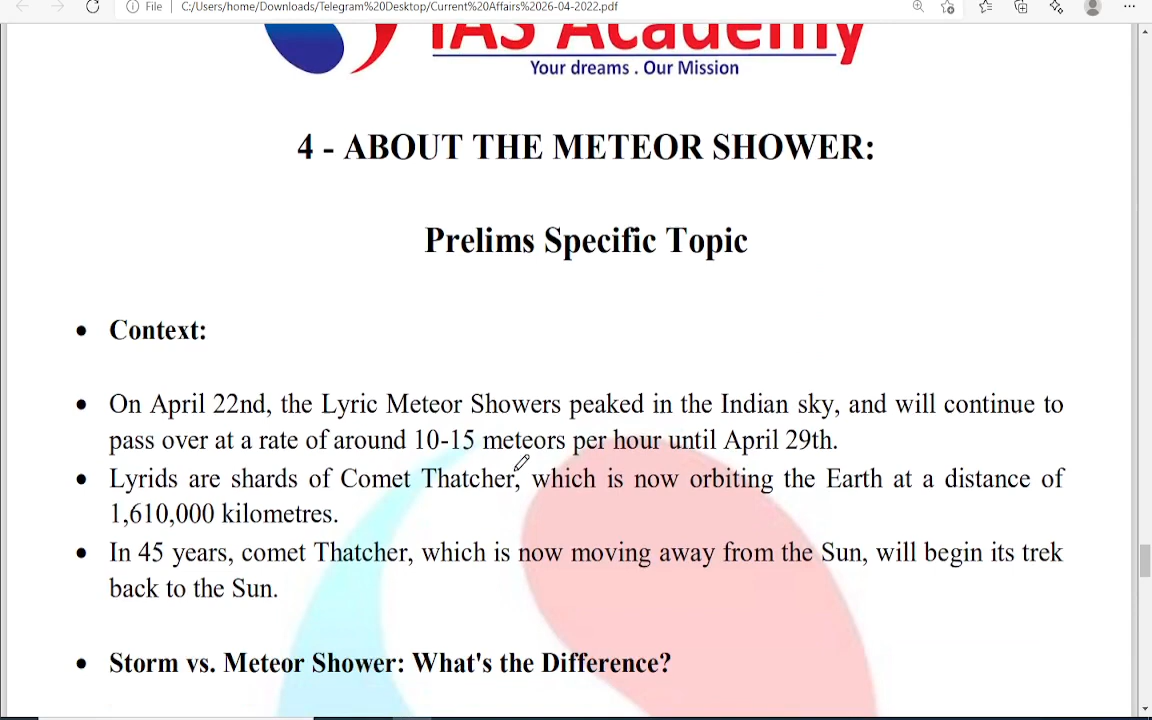 File C:/Users/home/Downloads/Telegram%20Desktop/Current%20Affairs%2026-04-2022.pdf
IAS Academy
Your dreams . Our Mission
4 - ABOUT THE METEOR SHOWER:
Prelims Specific Topic
• Context:
• On April 22nd, the Lyric Meteor Showers peaked in the Indian sky, and will continue to
pass over at a rate of around 10-15 meteors per hour until April 29th.
• Lyrids are shards of Comet Thatcher, which is now orbiting the Earth at a distance of
1,610,000 kilometres.
• In 45 years, comet Thatcher, which is now moving away from the Sun, will begin its trek
back to the Sun.
• Storm vs. Meteor Shower: What's the Difference?